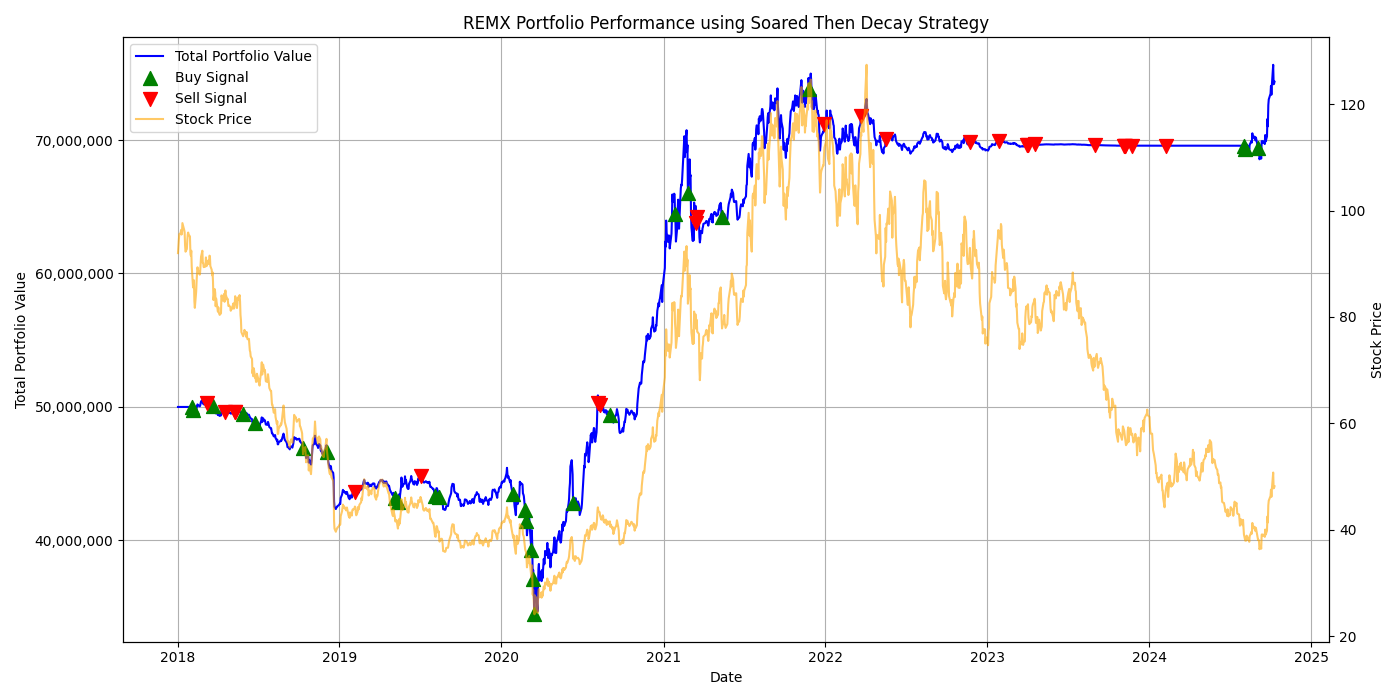 REMX Portfolio Performance using Soared Then Decay Strategy
Total Portfolio Value
Buy Signal
Sell Signal
Stock Price
70,000,000
60,000,000
50,000,000
40,000,000
Total Portfolio Value
120
100
80
60
40
20
Stock Price
2018
2019
2020
2021
2022
2023
2024
2025
Date